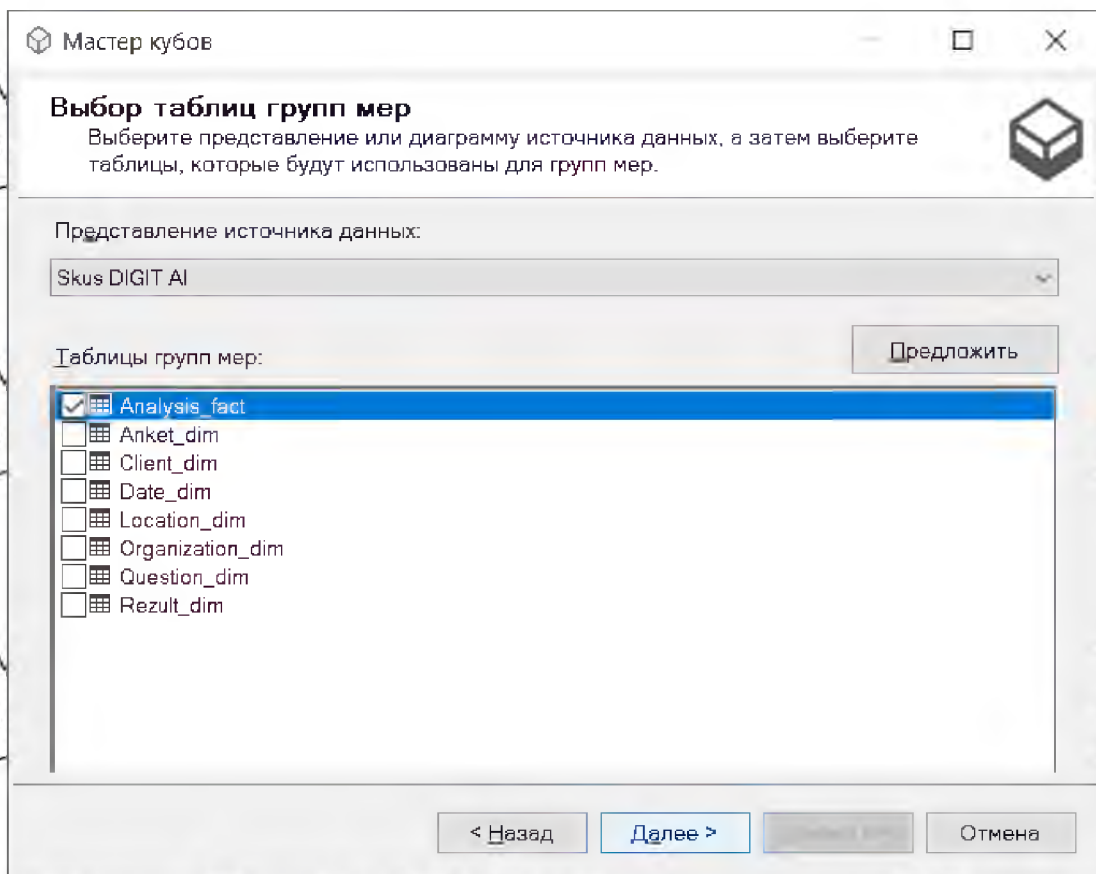 Мастер кубов
Выбор таблиц групп мер
Выберите представление или диаграмму источника данных, а затем выберите
таблицы, которые будут использованы для групп мер.
Представление источника данных:
Skus DIGIT AI
Таблицы групп мер:
Предложить
Analysis_fact
Anket_dim
Client_dim
Date_dim
Location_dim
Organization_dim
Question_dim
Rezult_dim
< Назад
Далее >
Отмена